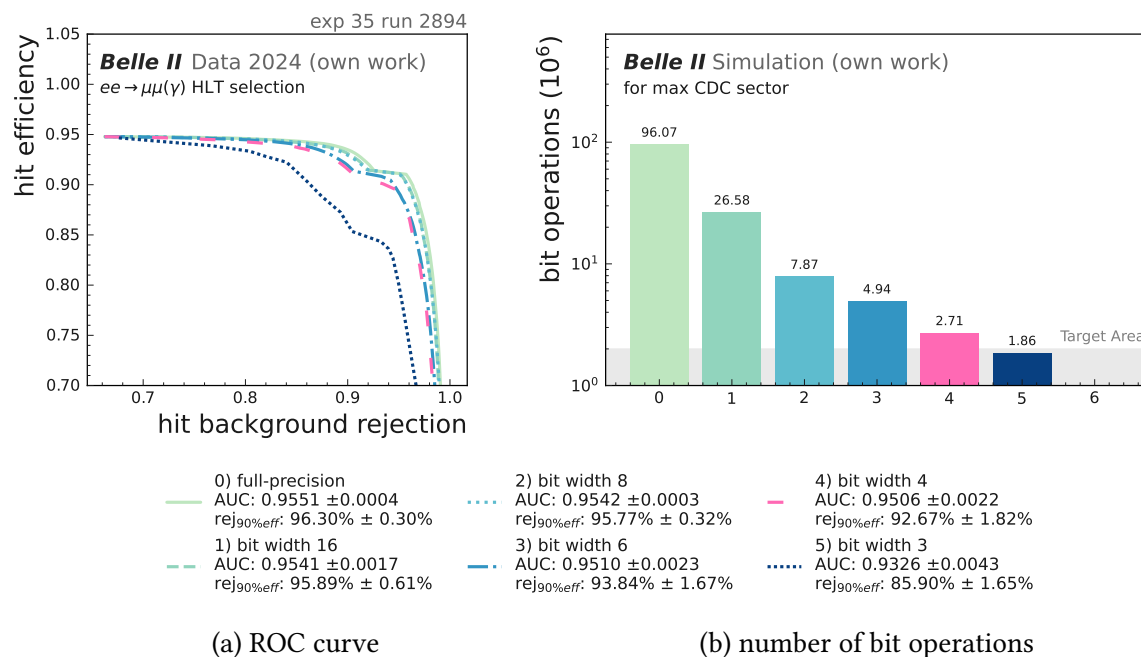 exp 35 run 2894
Belle II Data 2024 (own work)
ee → μμ(γ) HLT selection
hit efficiency
1.05
1.00
0.95
0.90
0.85
0.80
0.75
0.70
0.7
0.8
0.9
1.0
hit background rejection
Belle II Simulation (own work)
for max CDC sector
bit operations (10⁶)
10²
10¹
10⁰
96.07
26.58
7.87
4.94
2.71
1.86
Target Area
0
1
2
3
4
5
6
0) full-precision
AUC: 0.9551 ±0.0004
rej90%eff: 96.30% ± 0.30%
1) bit width 16
AUC: 0.9541 ±0.0017
rej90%eff: 95.89% ± 0.61%
2) bit width 8
AUC: 0.9542 ±0.0003
rej90%eff: 95.77% ± 0.32%
3) bit width 6
AUC: 0.9510 ±0.0023
rej90%eff: 93.84% ± 1.67%
4) bit width 4
AUC: 0.9506 ±0.0022
rej90%eff: 92.67% ± 1.82%
5) bit width 3
AUC: 0.9326 ±0.0043
rej90%eff: 85.90% ± 1.65%
(a) ROC curve
(b) number of bit operations